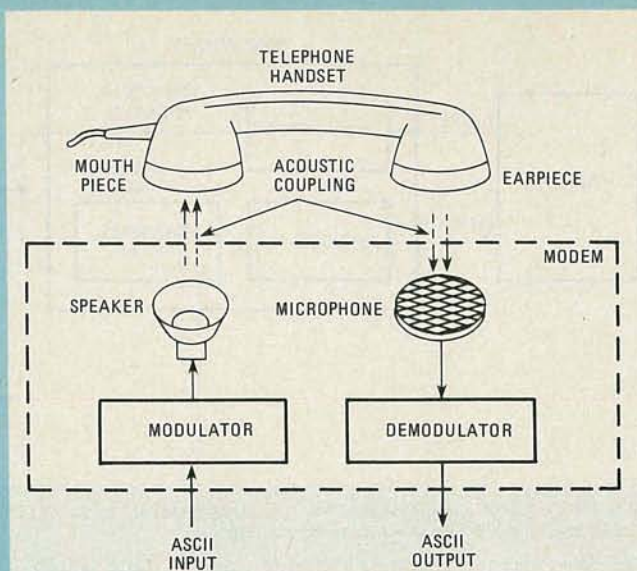 TELEPHONE
HANDSET
MOUTH
PIECE
ACOUSTIC
COUPLING
EARPIECE
MODEM
SPEAKER
MICROPHONE
MODULATOR
DEMODULATOR
ASCII
INPUT
ASCII
OUTPUT